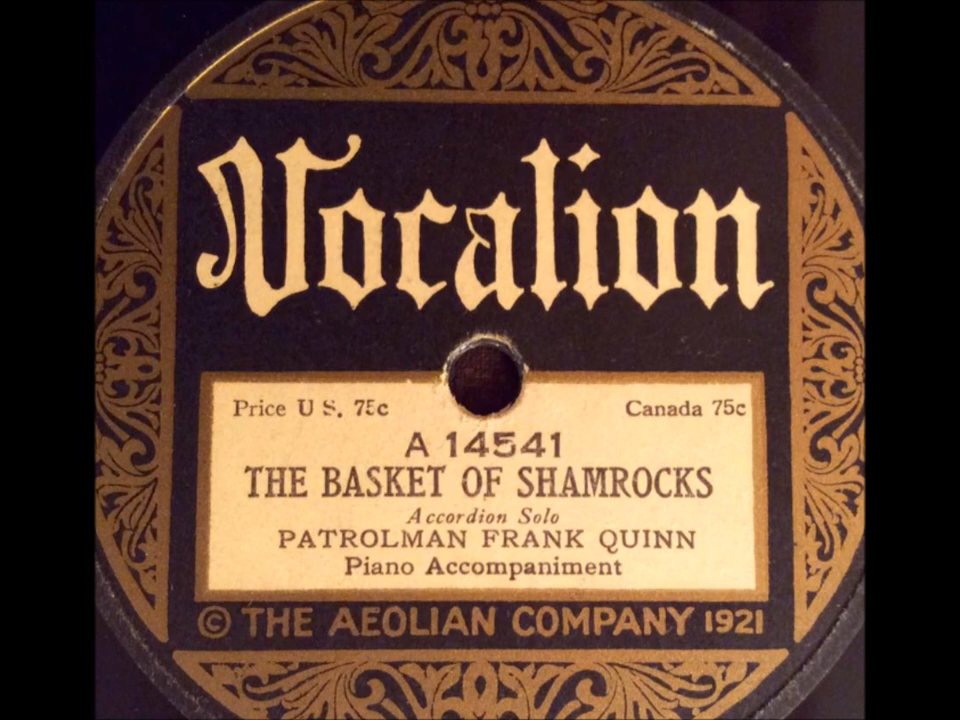 Vocalion
Price U S. 75c Canada 75c
A 14541
THE BASKET OF SHAMROCKS
Accordion Solo
PATROLMAN FRANK QUINN
Piano Accompaniment
© THE AEOLIAN COMPANY 1921